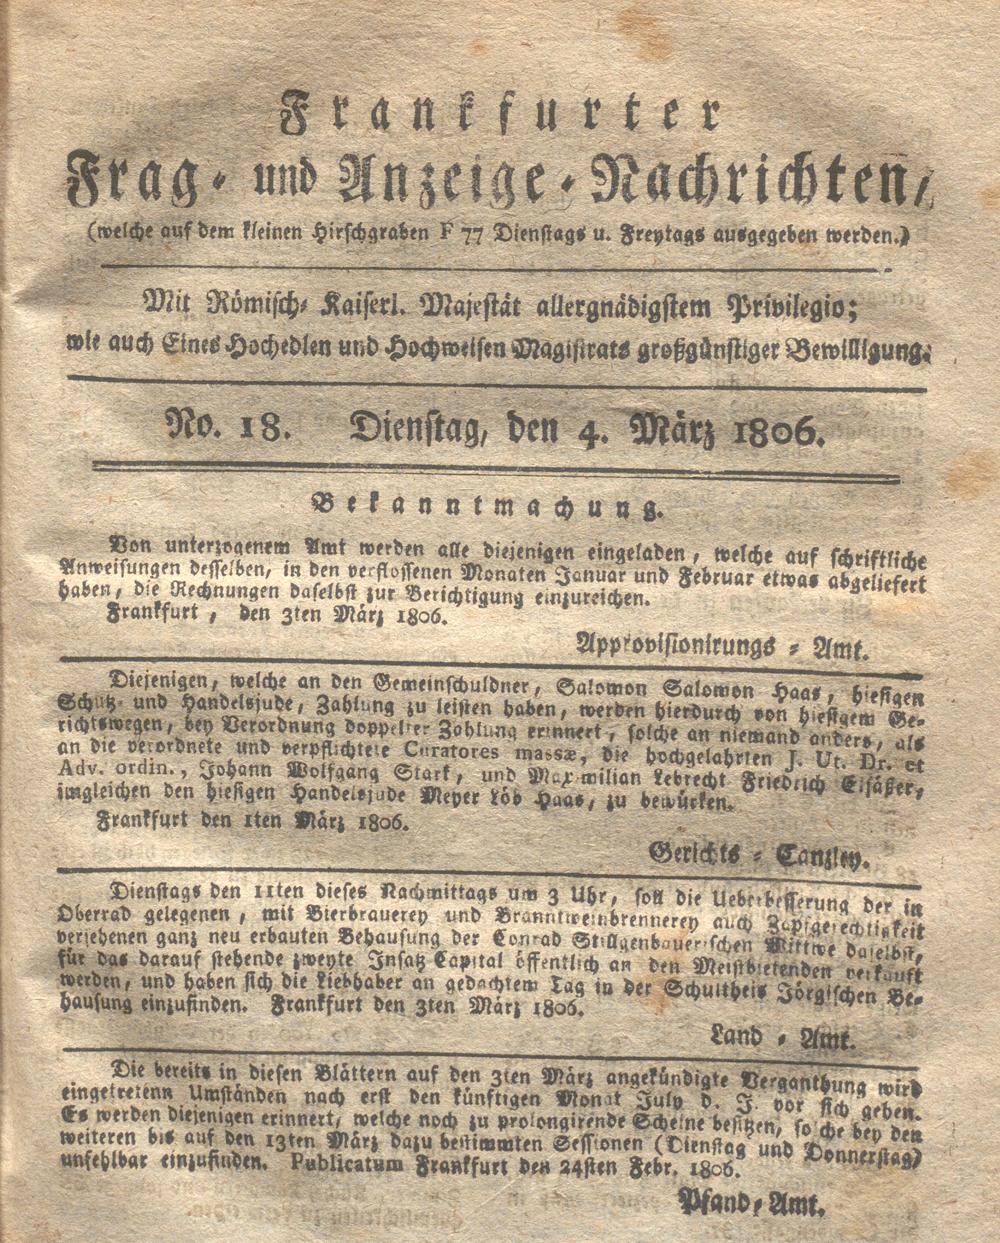 Frankfurter
Frag- und Anzeige-Nachrichten,
(welche auf dem kleinen Hirschgraben F 77 Dienstags u. Freytags ausgegeben werden.)
Mit Römisch-Kaiserl. Majestät allergnädigstem Privilegio;
wie auch Eines Hochedlen und Hochweisen Magistrats großgünstiger Bewilligung.
No. 18. Dienstag, den 4. März 1806.
Bekanntmachung.
Von unterzogenem Amt werden alle diejenigen eingeladen, welche auf schriftliche
Anweisungen desselben, in den verflossenen Monaten Januar und Februar etwas abgeliefert
haben, die Rechnungen daselbst zur Berichtigung einzureichen.
Frankfurt, den 3ten März 1806.
Approvisionirungs-Amt.
Diejenigen, welche an den Gemeinschuldner, Salomon Salomon Haas, hiesigen
Schutz- und Handelsjude, Zahlung zu leisten haben, werden hierdurch von hiesigem Ge-
richtswegen, bey Verordnung doppelter Zahlung erinnert, solche an niemand anders, als
an die verordnete und verpflichtete Curatores massæ, die hochgelahrten J. Ut. Dr. et
Adv. ordin., Johann Wolfgang Stark, und Maxmilian Lebrecht Friedrich Elsäßer,
imgleichen den hiesigen Handelsjude Meyer Löb Haas, zu bewürken.
Frankfurt den 1ten März 1806.
Gerichts-Canzley.
Dienstags den 11ten dieses Nachmittags um 3 Uhr, soll die Ueberbesserung der in
Oberrad gelegenen, mit Bierbrauerey und Branntweinbrennerey auch Zapfgerechtigkeit
versehenen ganz neu erbauten Behausung der Conrad Stillgenbauerischen Wittwe daselbst,
für das darauf stehende zweyte Insatz Capital öffentlich an den Meistbietenden verkauft
werden, und haben sich die Liebhaber an gedachtem Tag in der Schultheis Jörgischen Be-
hausung einzufinden. Frankfurt den 3ten März 1806.
Land-Amt.
Die bereits in diesen Blättern auf den 3ten März angekündigte Verganthung wird
eingetretenn Umständen nach erst den künftigen Monat July d. J. vor sich gehen.
Es werden diejenigen erinnert, welche noch zu prolongirende Scheine besitzen, solche bey den
weiteren bis auf den 13ten März dazu bestimmten Sessionen (Dienstag und Donnerstag)
unfehlbar einzufinden. Publicatum Frankfurt den 24sten Febr. 1806.
Pfand-Amt.